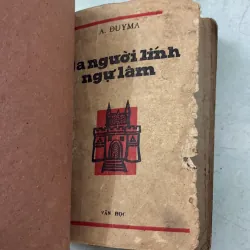 A. ĐUYMA
a người lính
ngự lâm
VĂN HỌC